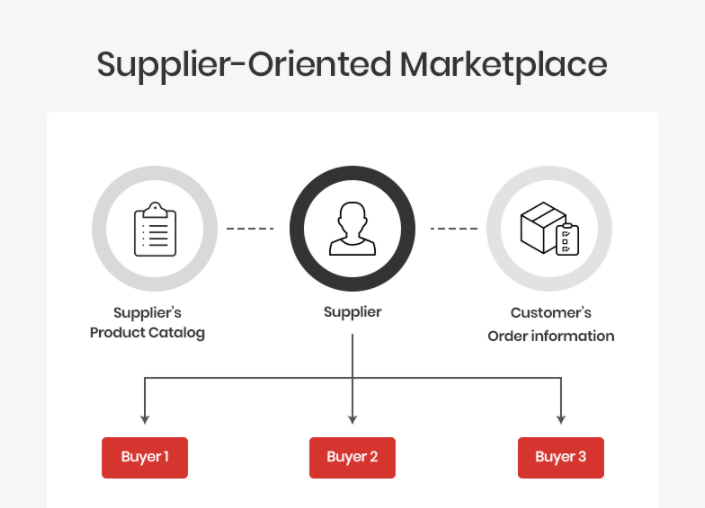 Supplier-Oriented Marketplace
Supplier's
Product Catalog
Supplier
Customer's
Order information
Buyer 1
Buyer 2
Buyer 3